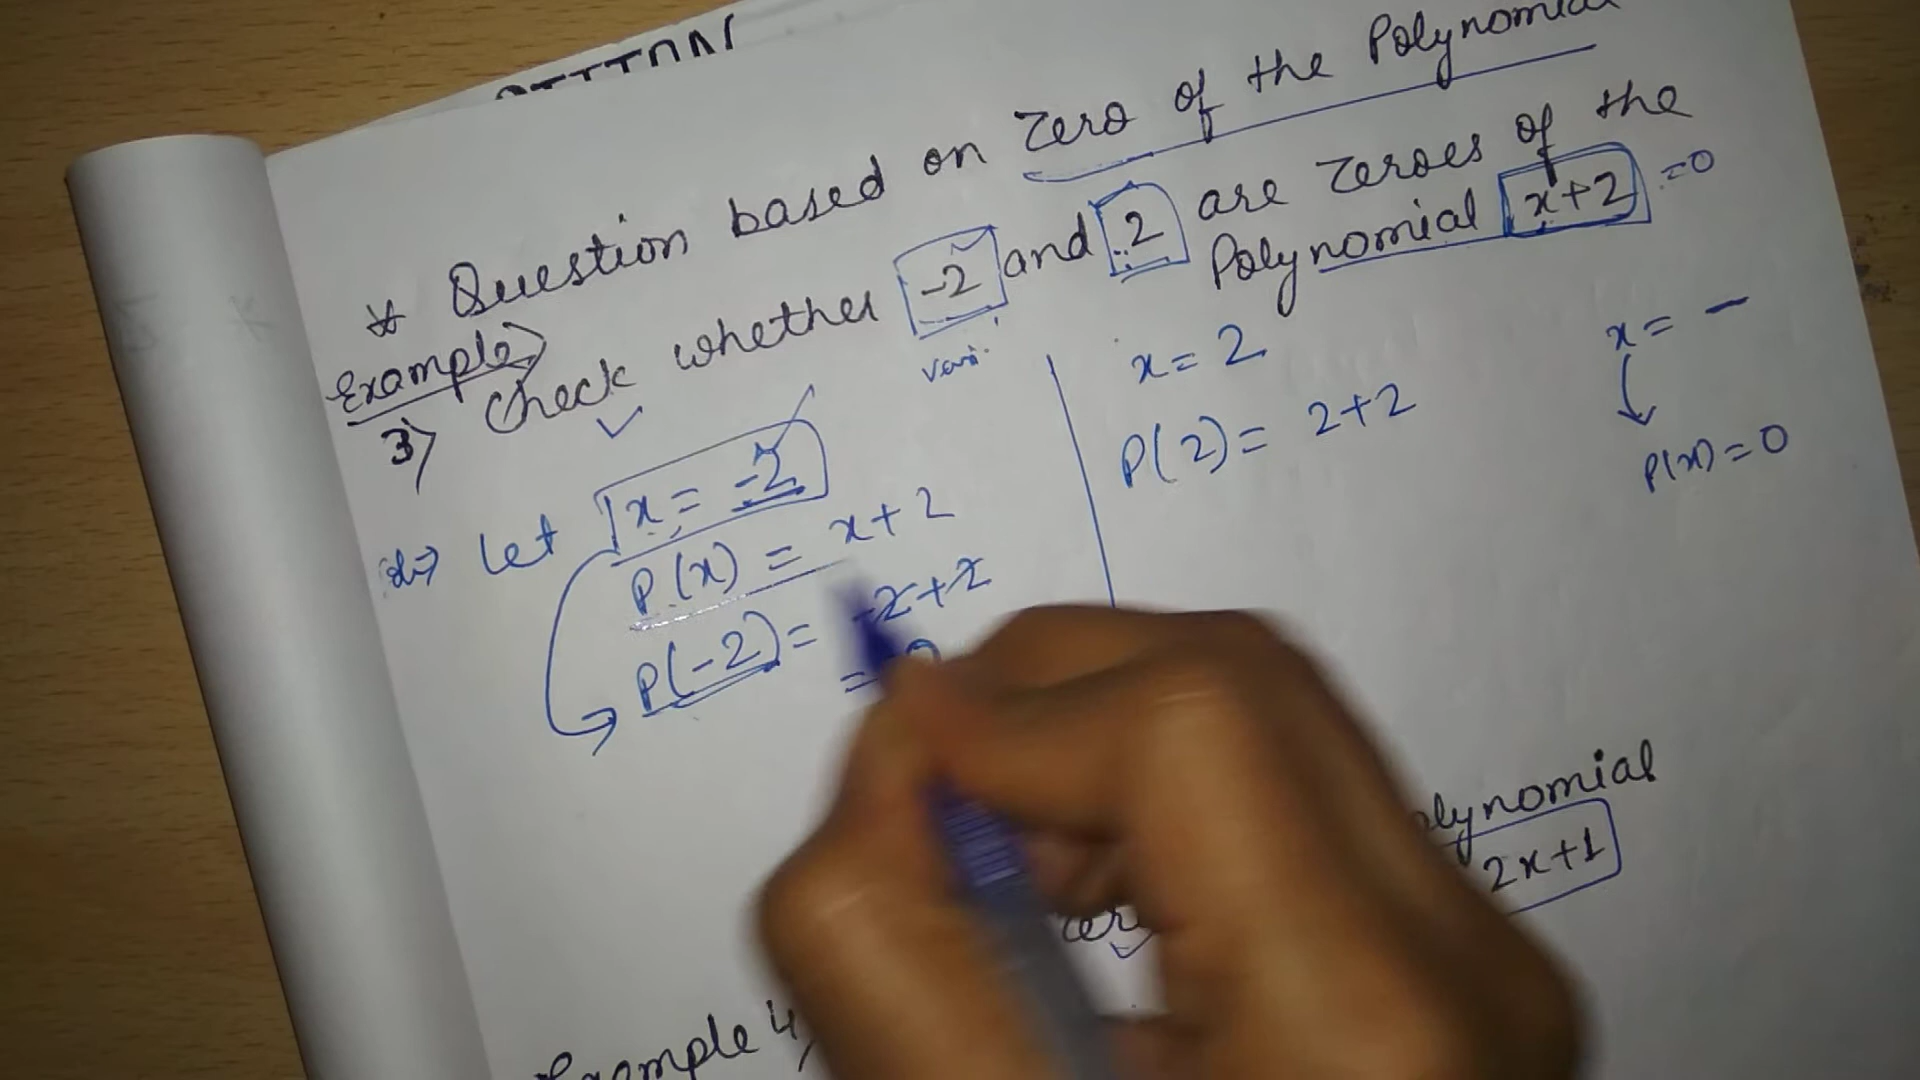 * Question based on Zero of the Polynomial
Example
3) Check whether -2 and 2 are zeroes of the
Polynomial x+2 =0
Let x = -2
P(x) = x+2
P(-2) = -2+2
=
x = 2
P(2) = 2+2
x = -
P(x) = 0
2x+1
Example 4)